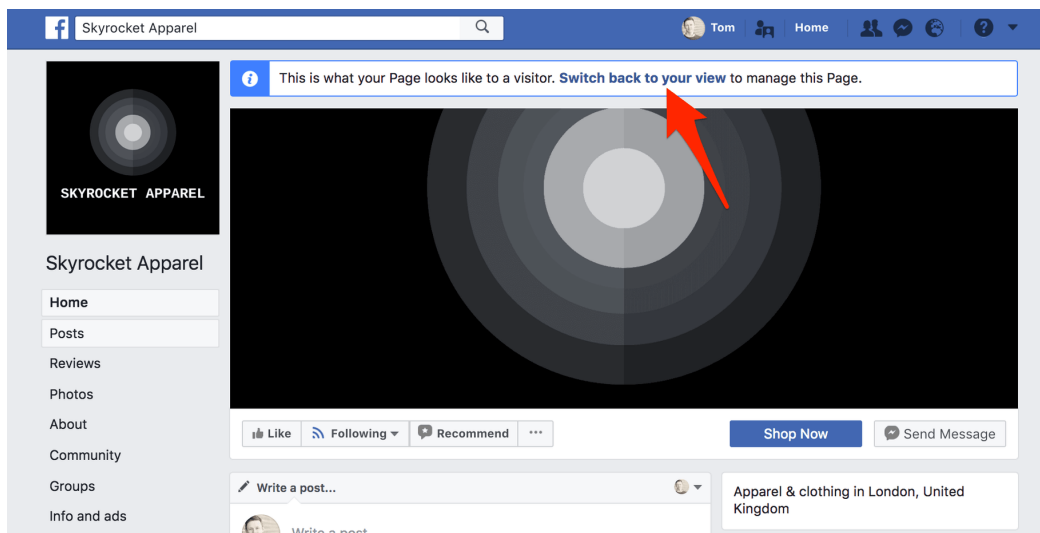 Skyrocket Apparel
Tom
Home
This is what your Page looks like to a visitor. Switch back to your view to manage this Page.
SKYROCKET APPAREL
Skyrocket Apparel
Home
Posts
Reviews
Photos
About
Community
Groups
Info and ads
Like
Following
Recommend
Shop Now
Send Message
Write a post...
Write a post
Apparel & clothing in London, United
Kingdom